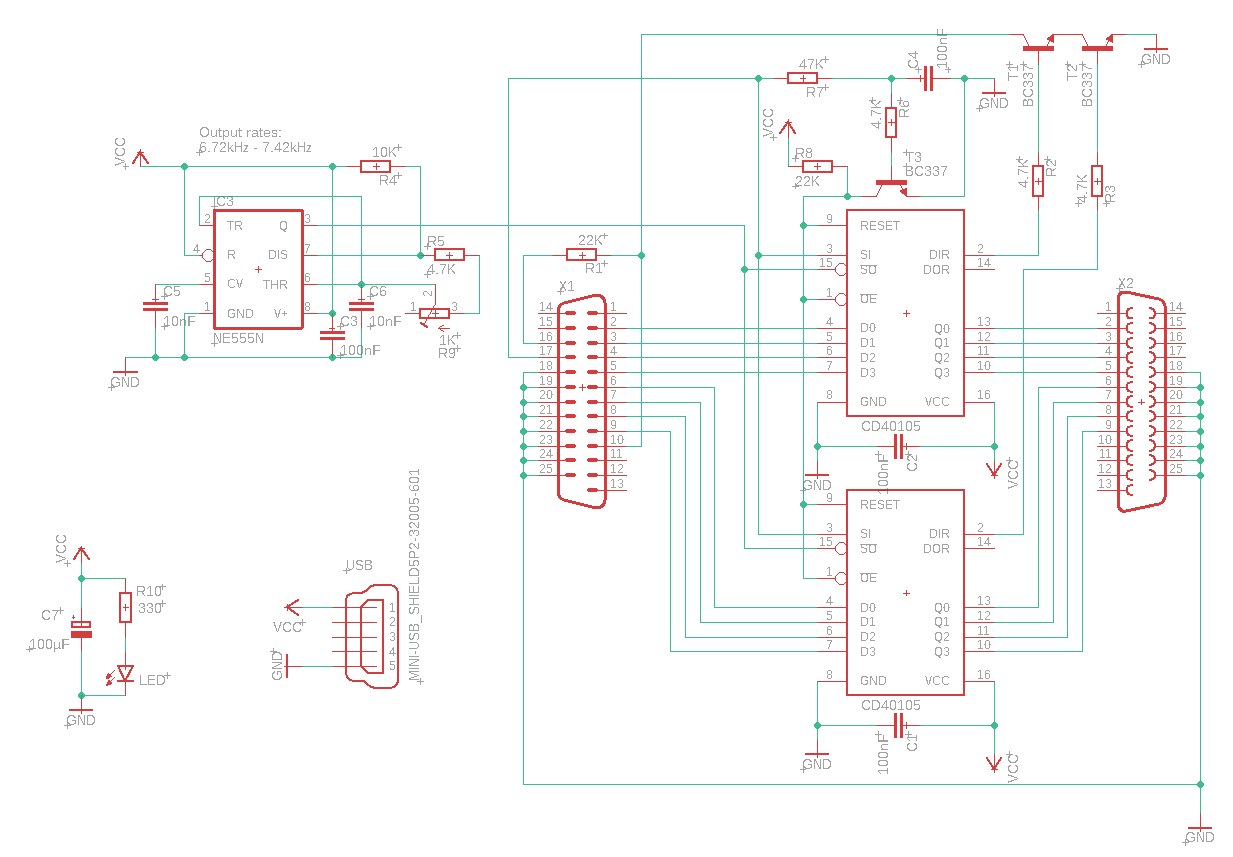 Output rates:
6.72kHz - 7.42kHz
VCC
10K
R4
C3
2 TR Q 3
4 R DIS 7
5 CV THR 6
1 GND V+ 8
NE555N
C5
10nF
C6
10nF
C3
100nF
GND
R5
4.7K
1 2 3
1K
R9
47K
R7
C4
100nF
GND
4.7K
R6
T3
BC337
VCC
R8
22K
T1
BC337
T2
BC337
GND
4.7K
R2
4.7K
R3
22K
R1
X1
14 1
15 2
16 3
17 4
18 5
19 6
20 7
21 8
22 9
23 10
24 11
25 12
13
9 RESET
3 SI DIR 2
15 SO DOR 14
1 OE
4 D0 Q0 13
5 D1 Q1 12
6 D2 Q2 11
7 D3 Q3 10
8 GND VCC 16
CD40105
100nF
C2
GND
VCC
9 RESET
3 SI DIR 2
15 SO DOR 14
1 OE
4 D0 Q0 13
5 D1 Q1 12
6 D2 Q2 11
7 D3 Q3 10
8 GND VCC 16
CD40105
100nF
C1
GND
VCC
X2
1 14
2 15
3 16
4 17
5 18
6 19
7 20
8 21
9 22
10 23
11 24
12 25
13
GND
VCC
C7
100µF
R10
330
LED
GND
USB
MINI-USB_SHIELD5P2-32005-601
1
2
3
4
5
VCC
GND